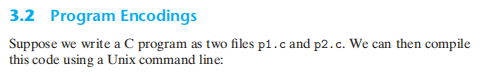 3.2 Program Encodings
Suppose we write a C program as two files p1.c and p2.c. We can then compile
this code using a Unix command line: